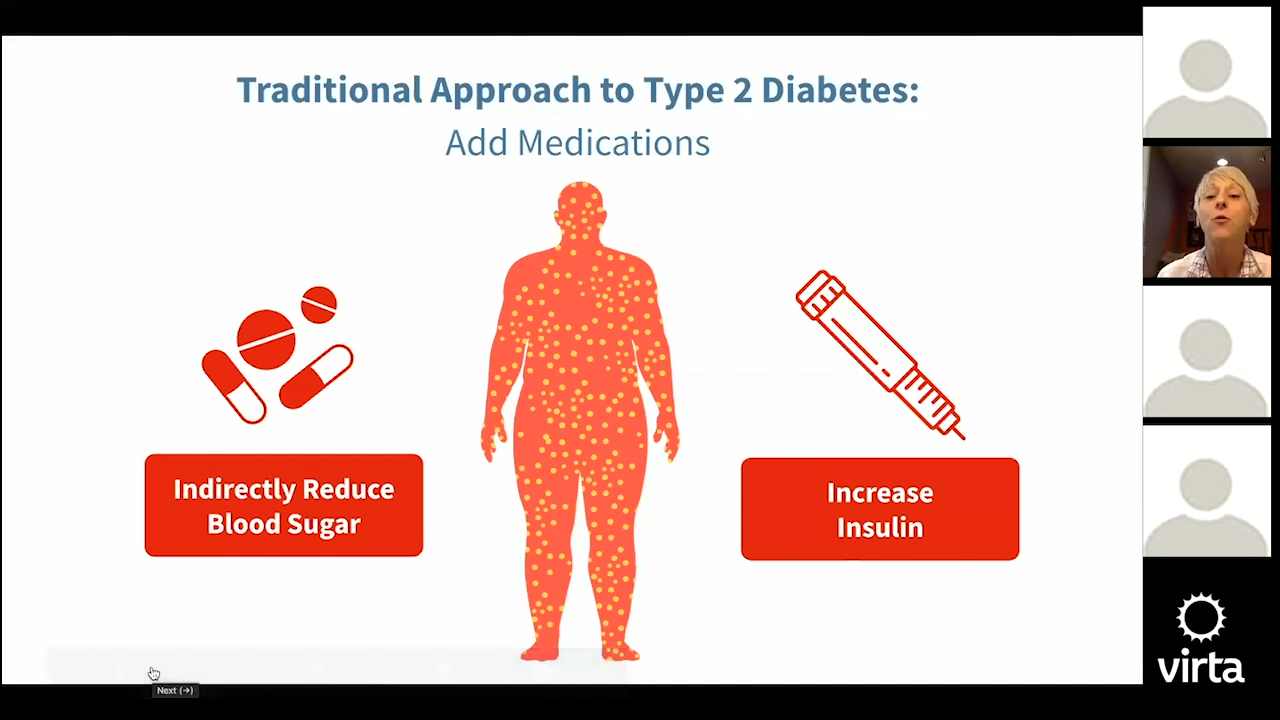 Traditional Approach to Type 2 Diabetes:
Add Medications
Indirectly Reduce
Blood Sugar
Increase
Insulin
Next (→)
virta